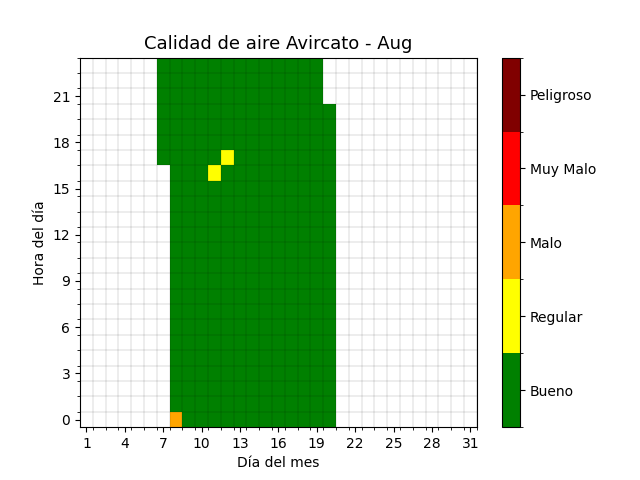 Calidad de aire Avircato - Aug
Hora del día
21
18
15
12
9
6
3
0
1 4 7 10 13 16 19 22 25 28 31
Día del mes
Peligroso
Muy Malo
Malo
Regular
Bueno